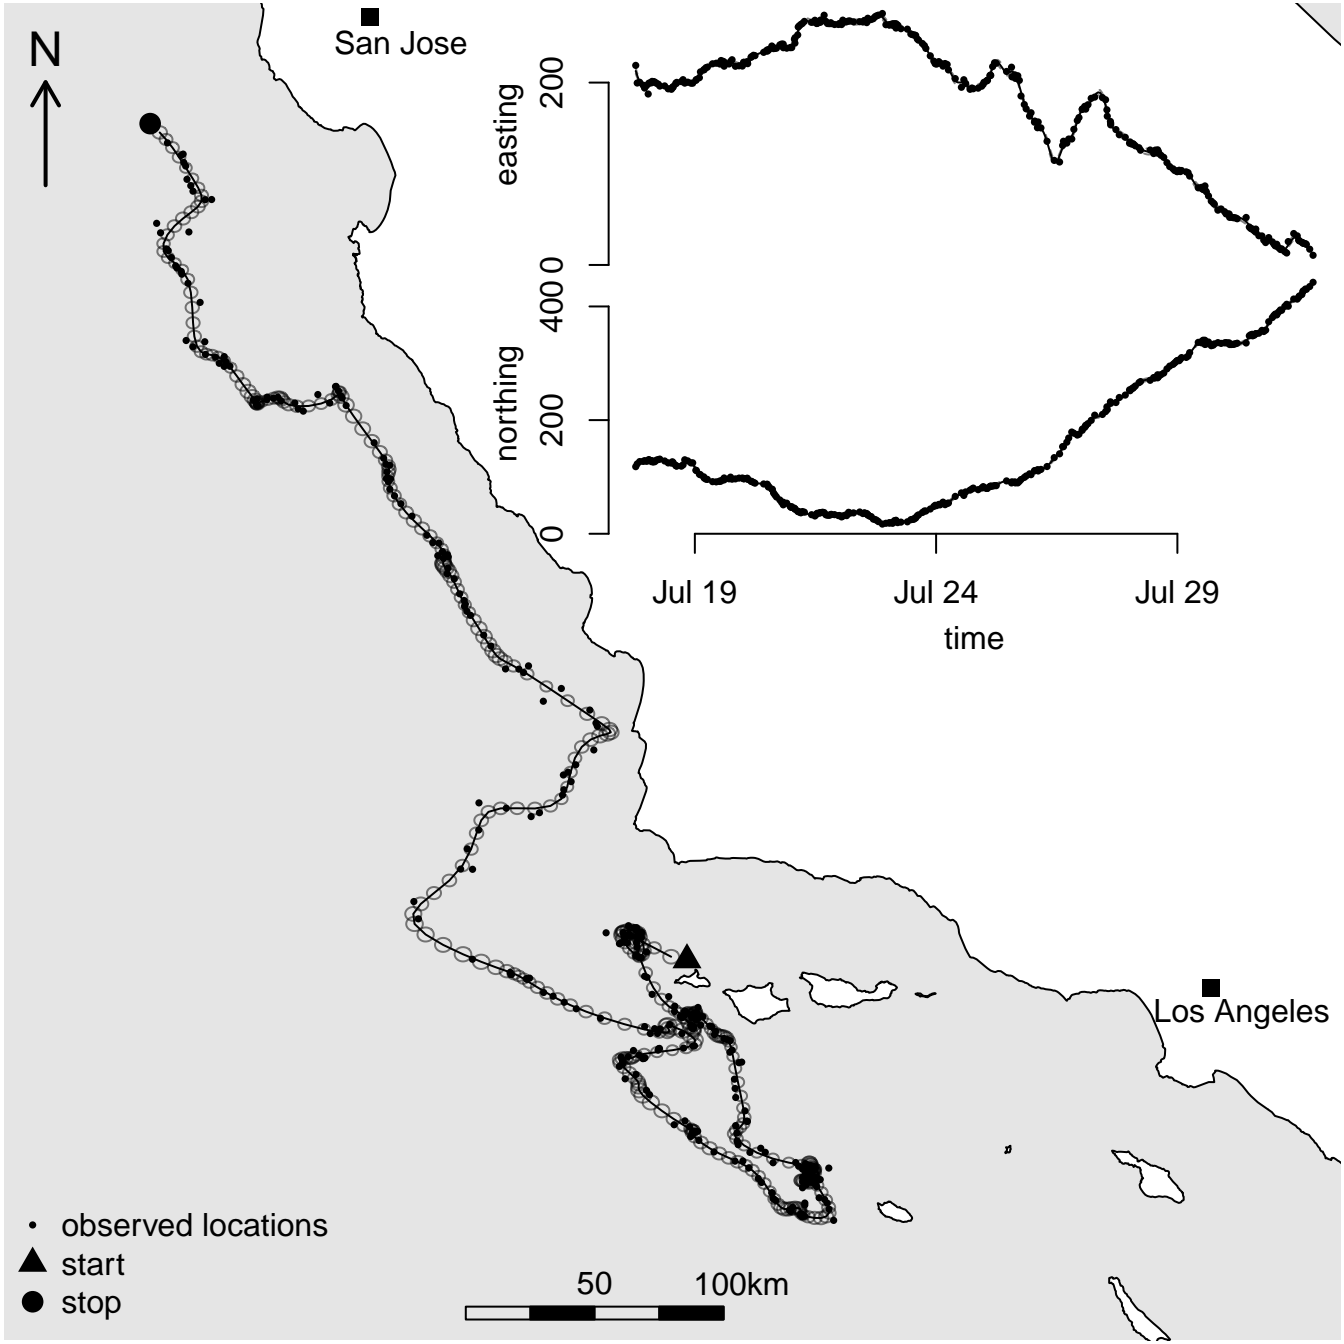 San Jose
N
easting
200
0
northing
400
200
0
Jul 19 Jul 24 Jul 29
time
Los Angeles
observed locations
start
stop
50 100km